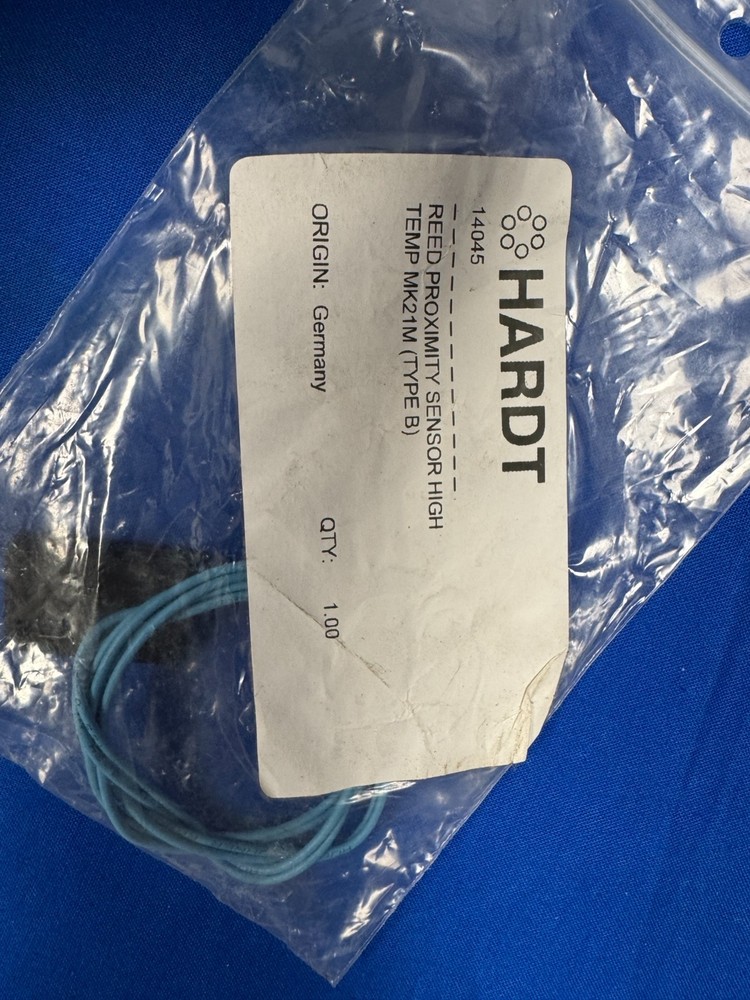 HARDT
14045
REED PROXIMITY SENSOR HIGH
TEMP MK21M (TYPE B)
ORIGIN: Germany QTY: 1.00